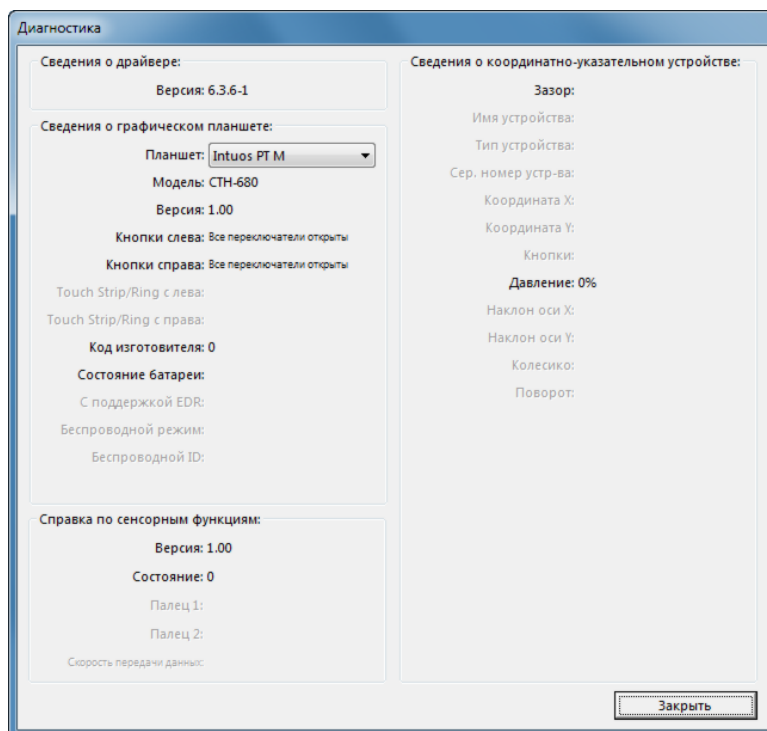 Диагностика
Сведения о драйвере:
Версия: 6.3.6-1
Сведения о графическом планшете:
Планшет: Intuos PT M
Модель: CTH-680
Версия: 1.00
Кнопки слева: Все переключатели открыты
Кнопки справа: Все переключатели открыты
Touch Strip/Ring с лева:
Touch Strip/Ring с права:
Код изготовителя: 0
Состояние батареи:
С поддержкой EDR:
Беспроводной режим:
Беспроводной ID:
Справка по сенсорным функциям:
Версия: 1.00
Состояние: 0
Палец 1:
Палец 2:
Скорость передачи данных:
Сведения о координатно-указательном устройстве:
Зазор:
Имя устройства:
Тип устройства:
Сер. номер устр-ва:
Координата X:
Координата Y:
Кнопки:
Давление: 0%
Наклон оси X:
Наклон оси Y:
Колесико:
Поворот:
Закрыть